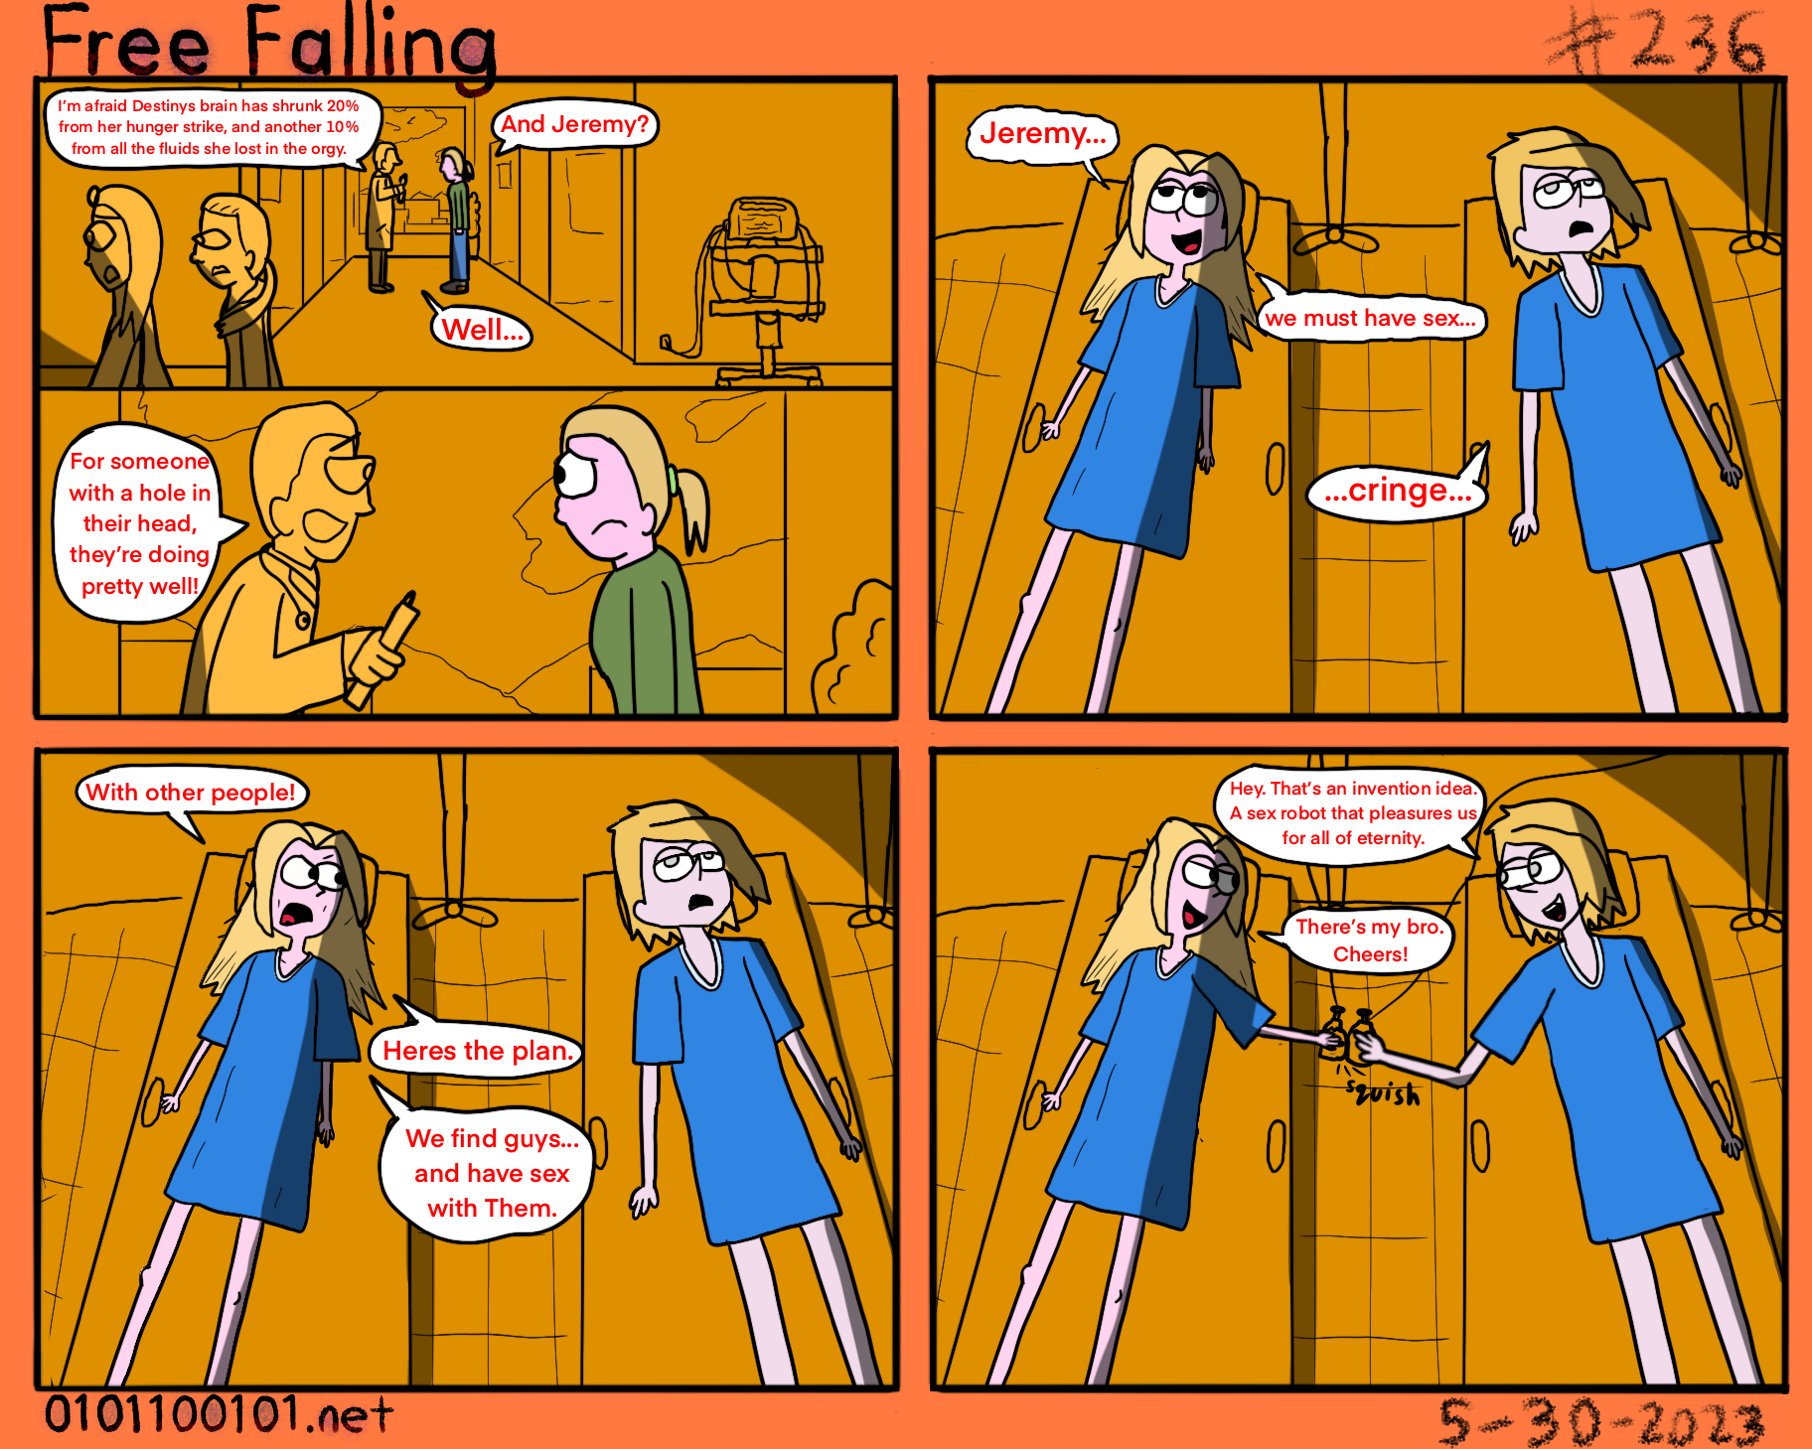 Free Falling
#236
I'm afraid Destinys brain has shrunk 20%
from her hunger strike, and another 10%
from all the fluids she lost in the orgy.
And Jeremy?
Well...
For someone
with a hole in
their head,
they're doing
pretty well!
Jeremy...
we must have sex...
...cringe...
With other people!
Heres the plan.
We find guys...
and have sex
with Them.
Hey. That's an invention idea.
A sex robot that pleasures us
for all of eternity.
There's my bro.
Cheers!
squish
0101100101.net
5-30-2023